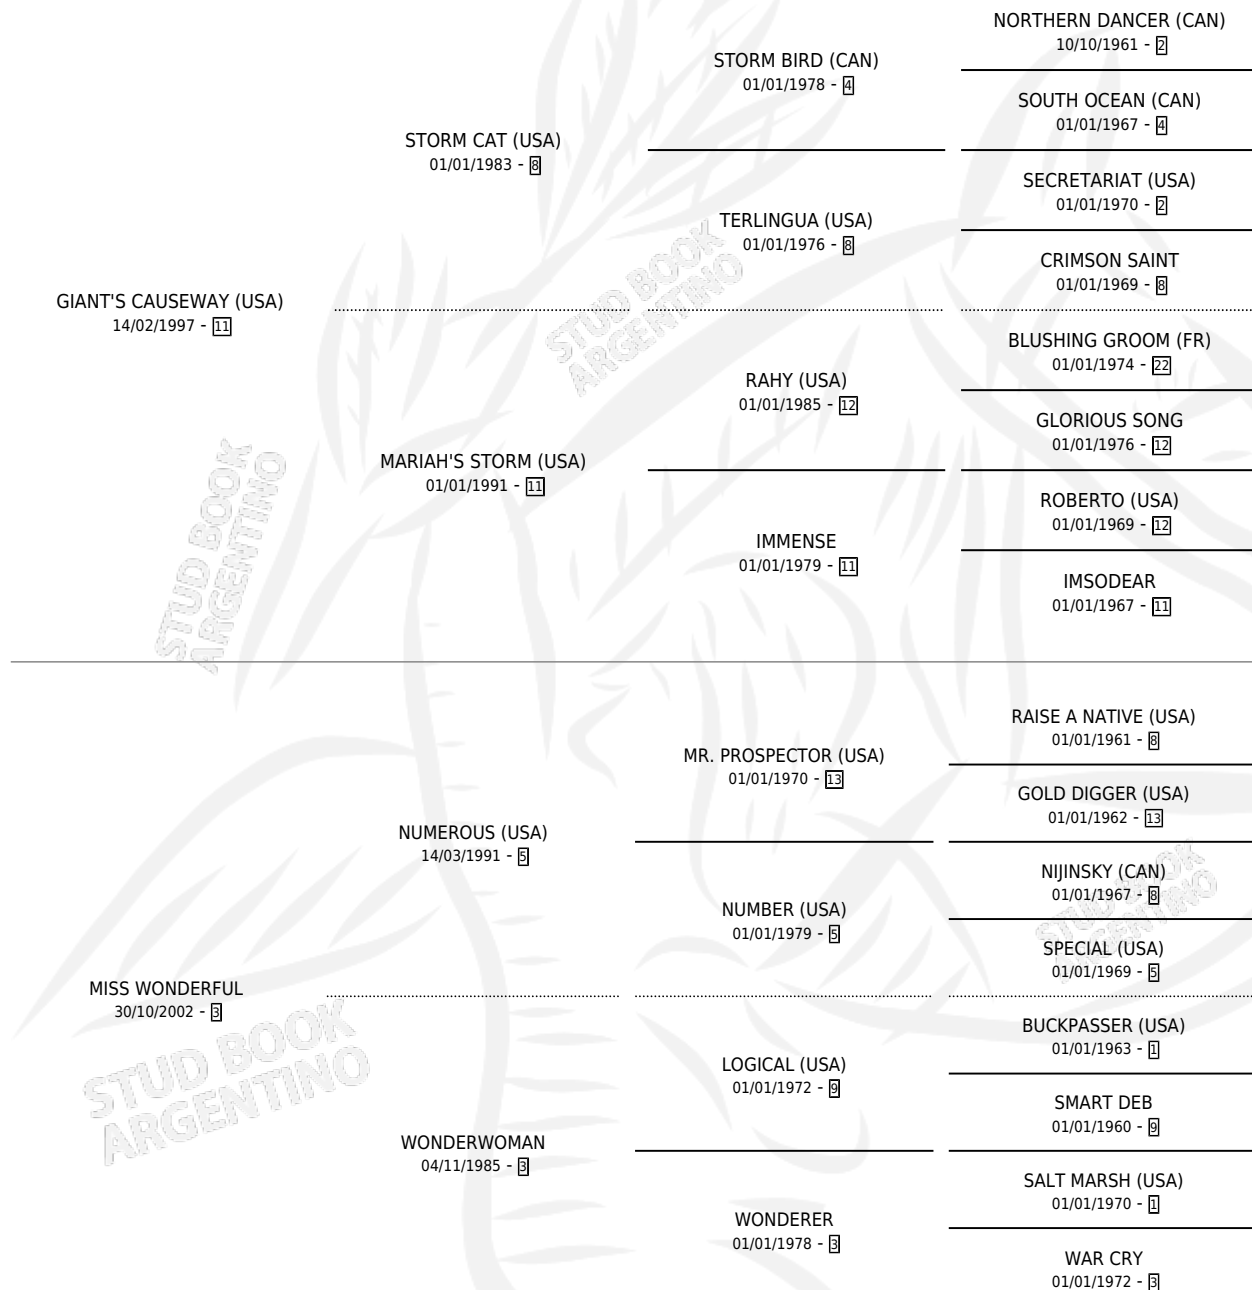 NORTHERN DANCER (CAN)
10/10/1961 - 2
STORM BIRD (CAN)
01/01/1978 - 4
SOUTH OCEAN (CAN)
01/01/1967 - 4
STORM CAT (USA)
01/01/1983 - 8
SECRETARIAT (USA)
01/01/1970 - 2
TERLINGUA (USA)
01/01/1976 - 8
CRIMSON SAINT
01/01/1969 - 8
GIANT'S CAUSEWAY (USA)
14/02/1997 - 11
BLUSHING GROOM (FR)
01/01/1974 - 22
RAHY (USA)
01/01/1985 - 12
GLORIOUS SONG
01/01/1976 - 12
MARIAH'S STORM (USA)
01/01/1991 - 11
ROBERTO (USA)
01/01/1969 - 12
IMMENSE
01/01/1979 - 11
IMSODEAR
01/01/1967 - 11
RAISE A NATIVE (USA)
01/01/1961 - 8
MR. PROSPECTOR (USA)
01/01/1970 - 13
GOLD DIGGER (USA)
01/01/1962 - 13
NUMEROUS (USA)
14/03/1991 - 5
NIJINSKY (CAN)
01/01/1967 - 8
NUMBER (USA)
01/01/1979 - 5
SPECIAL (USA)
01/01/1969 - 5
MISS WONDERFUL
30/10/2002 - 3
BUCKPASSER (USA)
01/01/1963 - 1
LOGICAL (USA)
01/01/1972 - 9
SMART DEB
01/01/1960 - 9
WONDERWOMAN
04/11/1985 - 3
SALT MARSH (USA)
01/01/1970 - 1
WONDERER
01/01/1978 - 3
WAR CRY
01/01/1972 - 3
STUD BOOK
ARGENTINO
STUD BOOK
ARGENTINO
STUD BOOK
ARGENTINO
STUD BOOK
ARGENTINO